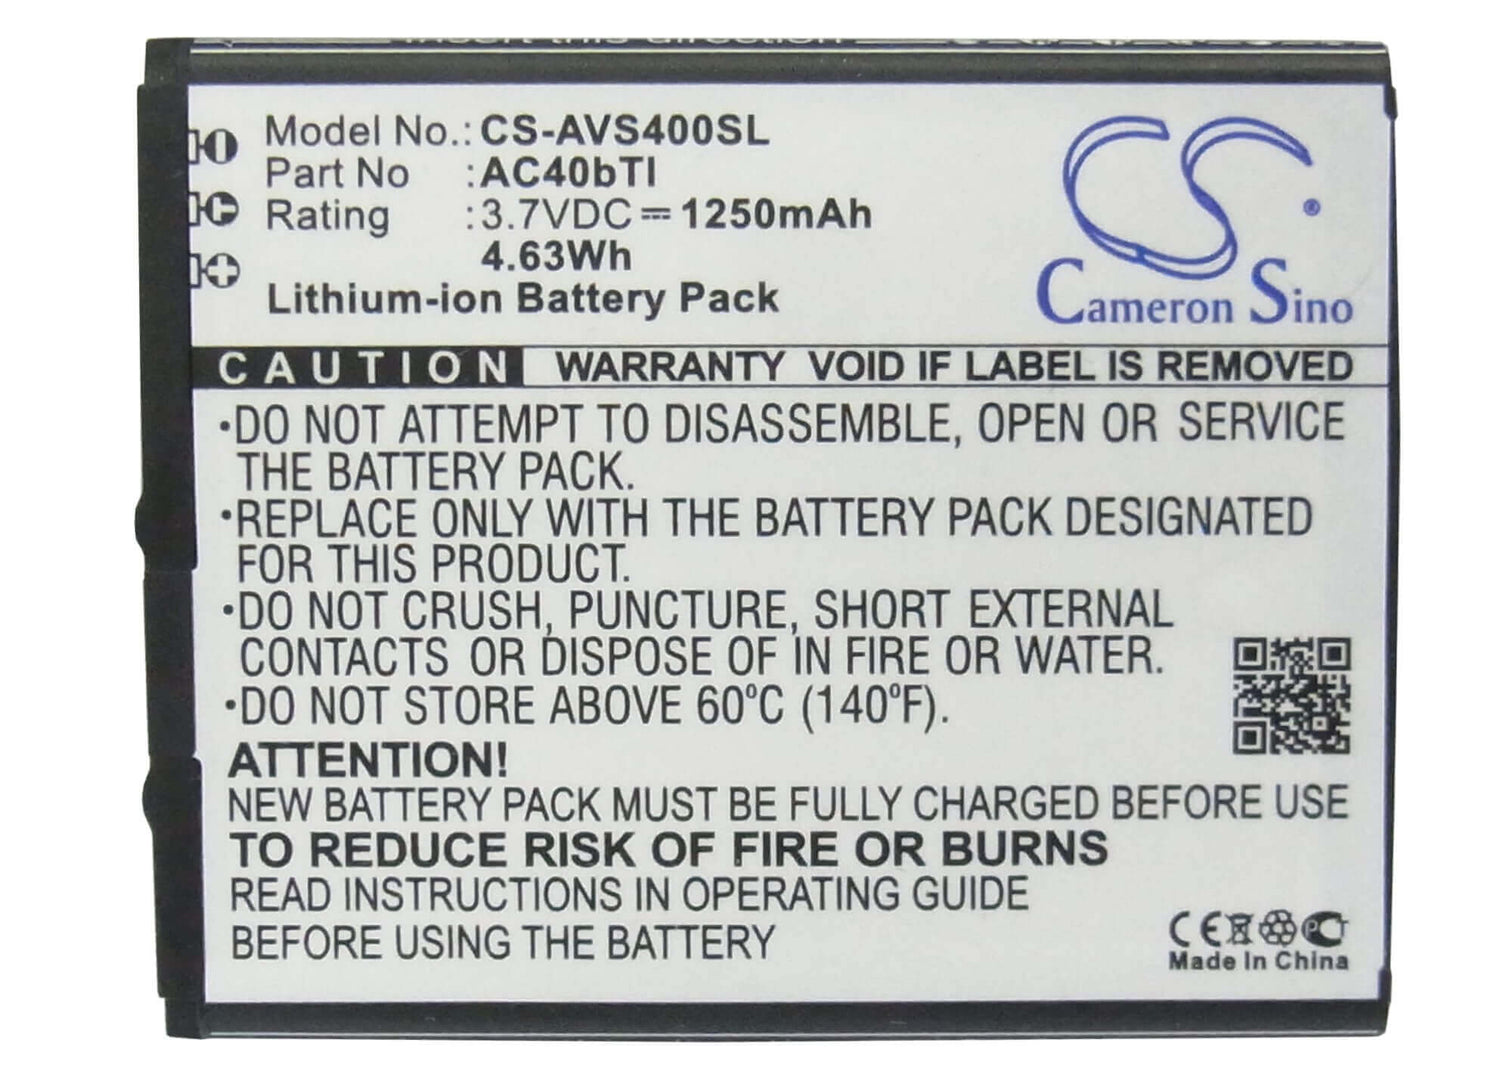 Insert this direction
Model No.: CS-AVS400SL
Part No : AC40bTI
Rating : 3.7VDC⎓1250mAh
4.63Wh
Lithium-ion Battery Pack
Cameron Sino
®
CAUTION WARRANTY VOID IF LABEL IS REMOVED
•DO NOT ATTEMPT TO DISASSEMBLE, OPEN OR SERVICE
THE BATTERY PACK.
•REPLACE ONLY WITH THE BATTERY PACK DESIGNATED
FOR THIS PRODUCT.
•DO NOT CRUSH, PUNCTURE, SHORT EXTERNAL
CONTACTS OR DISPOSE OF IN FIRE OR WATER.
•DO NOT STORE ABOVE 60°C (140°F).
ATTENTION!
NEW BATTERY PACK MUST BE FULLY CHARGED BEFORE USE
TO REDUCE RISK OF FIRE OR BURNS
READ INSTRUCTIONS IN OPERATING GUIDE
BEFORE USING THE BATTERY
CE
Made In China